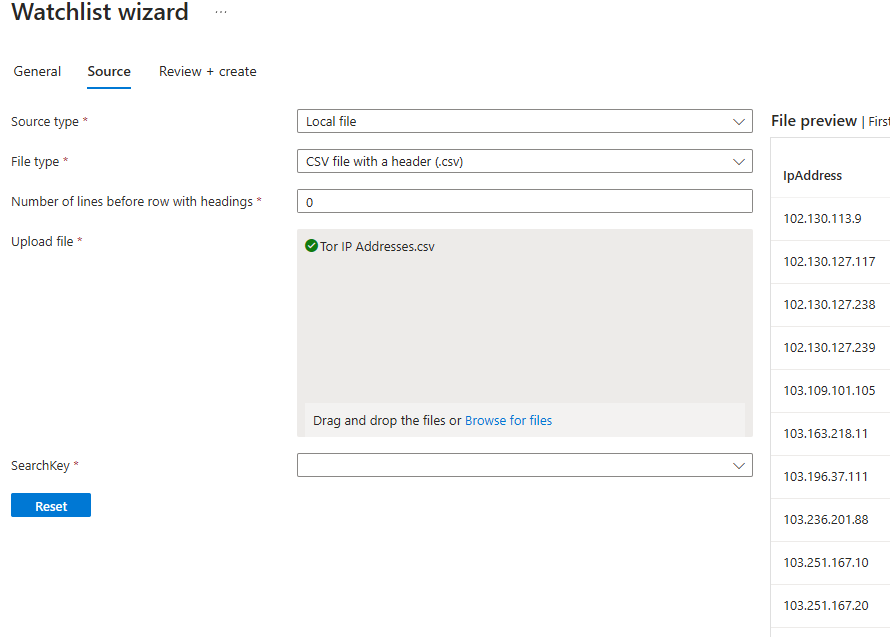 Watchlist wizard ...
General Source Review + create
Source type * Local file
File type * CSV file with a header (.csv)
Number of lines before row with headings * 0
Upload file * Tor IP Addresses.csv
Drag and drop the files or Browse for files
SearchKey *
Reset
File preview | First
IpAddress
102.130.113.9
102.130.127.117
102.130.127.238
102.130.127.239
103.109.101.105
103.163.218.11
103.196.37.111
103.236.201.88
103.251.167.10
103.251.167.20